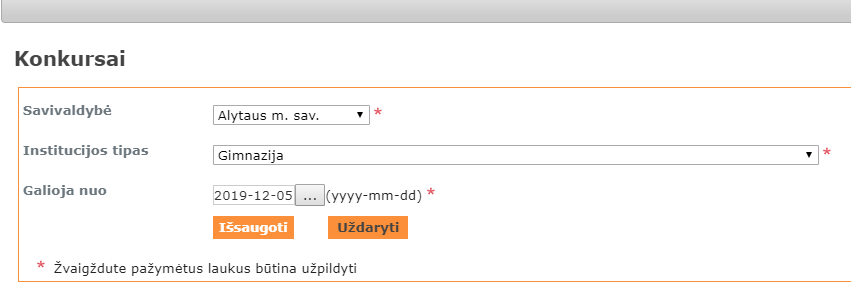 Konkursai
Savivaldybė Alytaus m. sav. *
Institucijos tipas Gimnazija *
Galioja nuo 2019-12-05 ... (yyyy-mm-dd) *
Išsaugoti Uždaryti
* Žvaigždute pažymėtus laukus būtina užpildyti